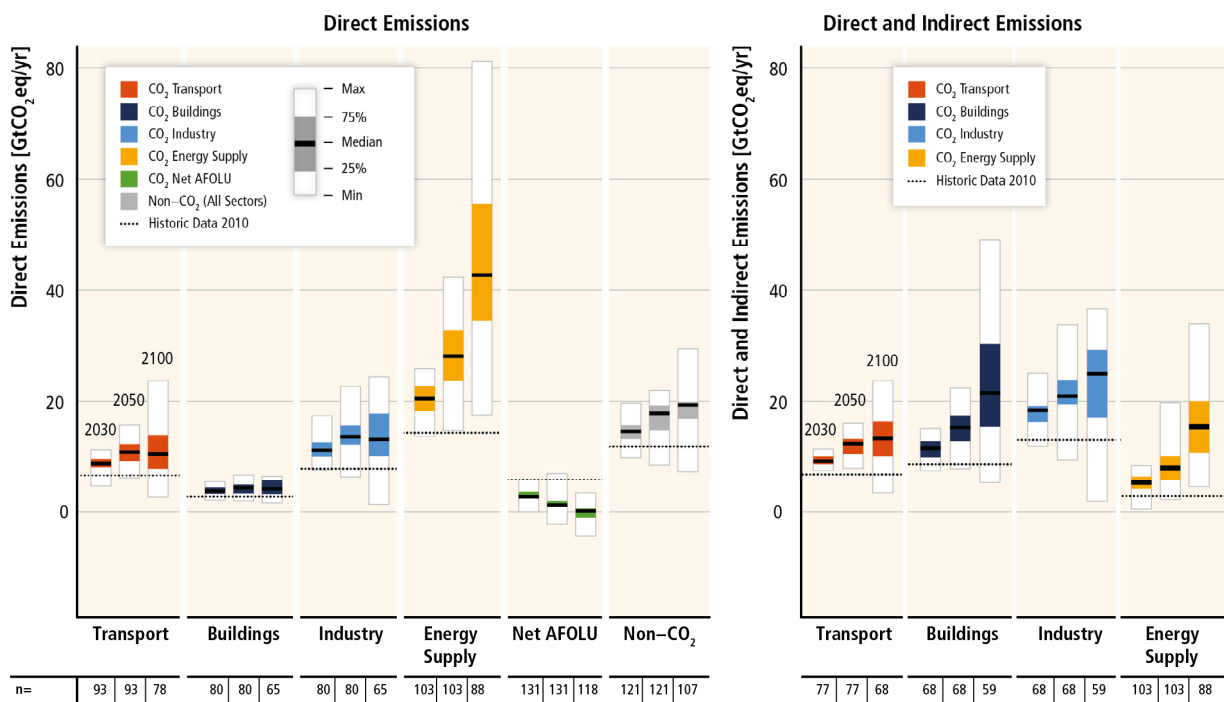 Direct Emissions
Direct Emissions [GtCO₂eq/yr]
80
60
40
20
0
CO₂ Transport
CO₂ Buildings
CO₂ Industry
CO₂ Energy Supply
CO₂ Net AFOLU
Non–CO₂ (All Sectors)
Historic Data 2010
Max
75%
Median
25%
Min
2030
2050
2100
Transport
Buildings
Industry
Energy
Supply
Net AFOLU
Non–CO₂
n= 93 93 78 80 80 65 80 80 65 103 103 88 131 131 118 121 121 107
Direct and Indirect Emissions
Direct and Indirect Emissions [GtCO₂eq/yr]
80
60
40
20
0
CO₂ Transport
CO₂ Buildings
CO₂ Industry
CO₂ Energy Supply
Historic Data 2010
2030
2050
2100
Transport
Buildings
Industry
Energy
Supply
77 77 68 68 68 59 68 68 59 103 103 88